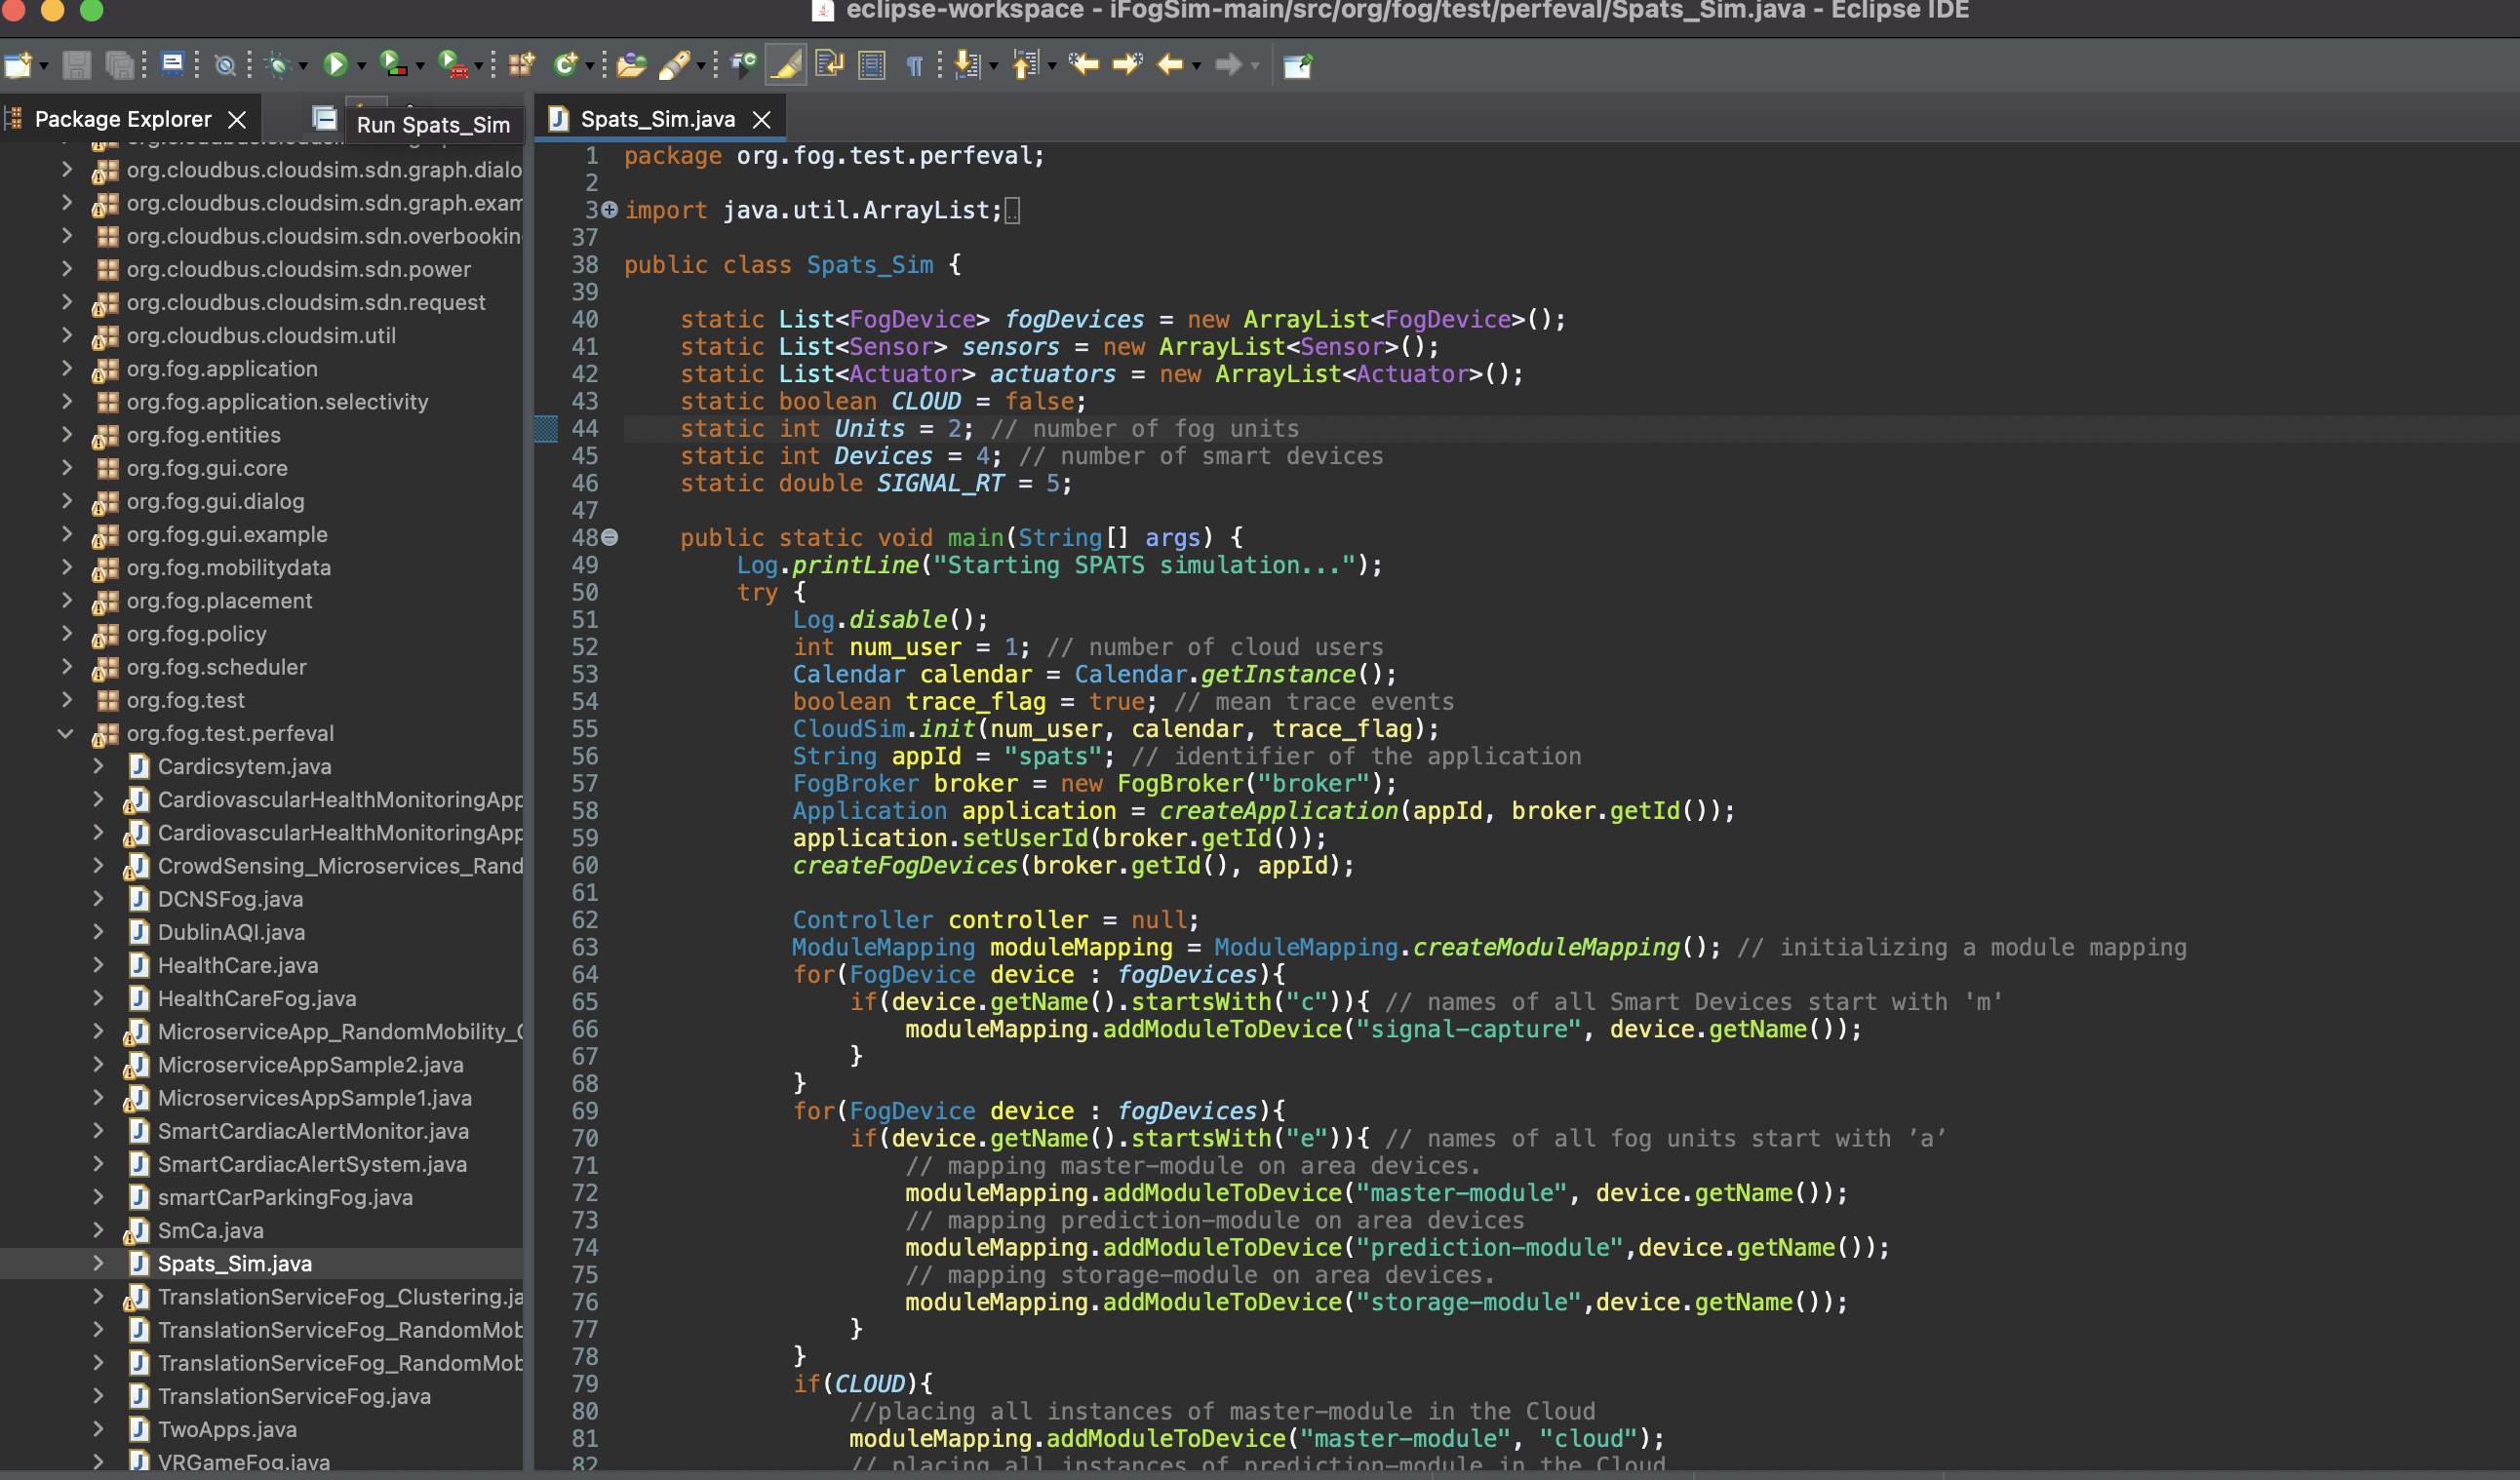 eclipse-workspace - iFogSim-main/src/org/fog/test/perfeval/Spats_Sim.java - Eclipse IDE
Package Explorer
Run Spats_Sim
org.cloudbus.cloudsim.sdn.graph.dialo
org.cloudbus.cloudsim.sdn.graph.exam
org.cloudbus.cloudsim.sdn.overbookin
org.cloudbus.cloudsim.sdn.power
org.cloudbus.cloudsim.sdn.request
org.cloudbus.cloudsim.util
org.fog.application
org.fog.application.selectivity
org.fog.entities
org.fog.gui.core
org.fog.gui.dialog
org.fog.gui.example
org.fog.mobilitydata
org.fog.placement
org.fog.policy
org.fog.scheduler
org.fog.test
org.fog.test.perfeval
Cardicsytem.java
CardiovascularHealthMonitoringApp
CardiovascularHealthMonitoringApp
CrowdSensing_Microservices_Rand
DCNSFog.java
DublinAQI.java
HealthCare.java
HealthCareFog.java
MicroserviceApp_RandomMobility_C
MicroserviceAppSample2.java
MicroservicesAppSample1.java
SmartCardiacAlertMonitor.java
SmartCardiacAlertSystem.java
smartCarParkingFog.java
SmCa.java
Spats_Sim.java
TranslationServiceFog_Clustering.ja
TranslationServiceFog_RandomMob
TranslationServiceFog_RandomMob
TranslationServiceFog.java
TwoApps.java
VRGameFog.java
Spats_Sim.java
1 package org.fog.test.perfeval;
2
3 import java.util.ArrayList;
37
38 public class Spats_Sim {
39
40 static List<FogDevice> fogDevices = new ArrayList<FogDevice>();
41 static List<Sensor> sensors = new ArrayList<Sensor>();
42 static List<Actuator> actuators = new ArrayList<Actuator>();
43 static boolean CLOUD = false;
44 static int Units = 2; // number of fog units
45 static int Devices = 4; // number of smart devices
46 static double SIGNAL_RT = 5;
47
48 public static void main(String[] args) {
49 Log.printLine("Starting SPATS simulation...");
50 try {
51 Log.disable();
52 int num_user = 1; // number of cloud users
53 Calendar calendar = Calendar.getInstance();
54 boolean trace_flag = true; // mean trace events
55 CloudSim.init(num_user, calendar, trace_flag);
56 String appId = "spats"; // identifier of the application
57 FogBroker broker = new FogBroker("broker");
58 Application application = createApplication(appId, broker.getId());
59 application.setUserId(broker.getId());
60 createFogDevices(broker.getId(), appId);
61
62 Controller controller = null;
63 ModuleMapping moduleMapping = ModuleMapping.createModuleMapping(); // initializing a module mapping
64 for(FogDevice device : fogDevices){
65 if(device.getName().startsWith("c")){ // names of all Smart Devices start with 'm'
66 moduleMapping.addModuleToDevice("signal-capture", device.getName());
67 }
68 }
69 for(FogDevice device : fogDevices){
70 if(device.getName().startsWith("e")){ // names of all fog units start with ’a’
71 // mapping master-module on area devices.
72 moduleMapping.addModuleToDevice("master-module", device.getName());
73 // mapping prediction-module on area devices
74 moduleMapping.addModuleToDevice("prediction-module",device.getName());
75 // mapping storage-module on area devices.
76 moduleMapping.addModuleToDevice("storage-module",device.getName());
77 }
78 }
79 if(CLOUD){
80 //placing all instances of master-module in the Cloud
81 moduleMapping.addModuleToDevice("master-module", "cloud");
82 // placing all instances of prediction-module in the Cloud